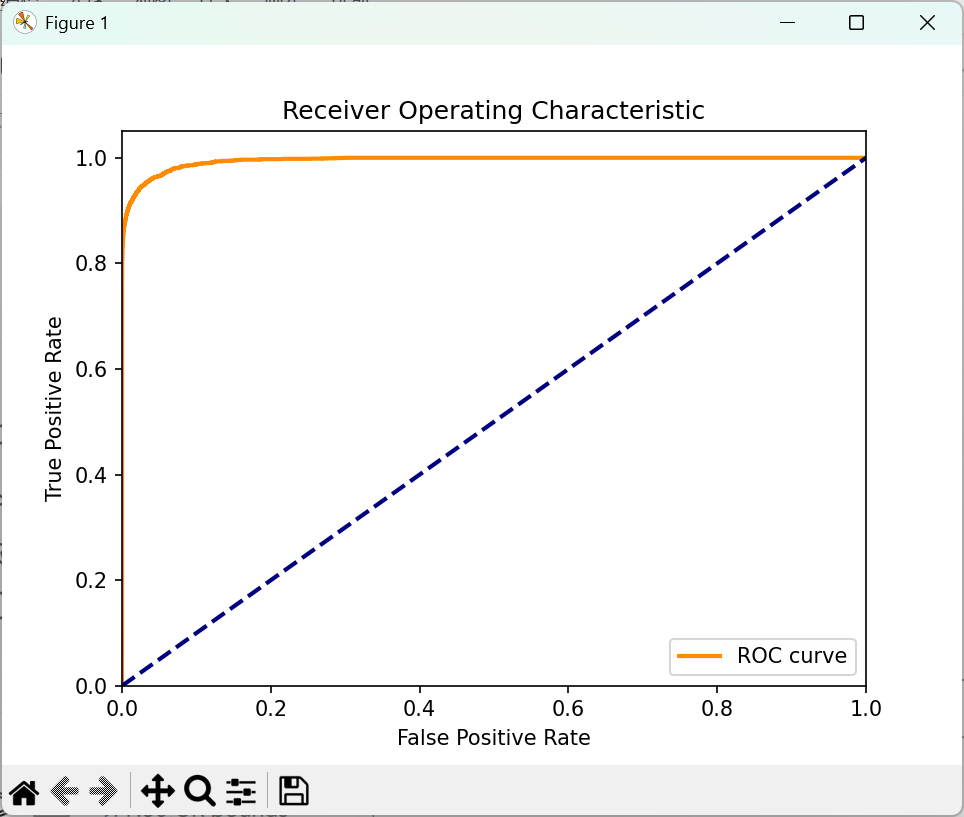 Figure 1
Receiver Operating Characteristic
1.0
0.8
0.6
0.4
0.2
0.0
True Positive Rate
0.0 0.2 0.4 0.6 0.8 1.0
False Positive Rate
ROC curve